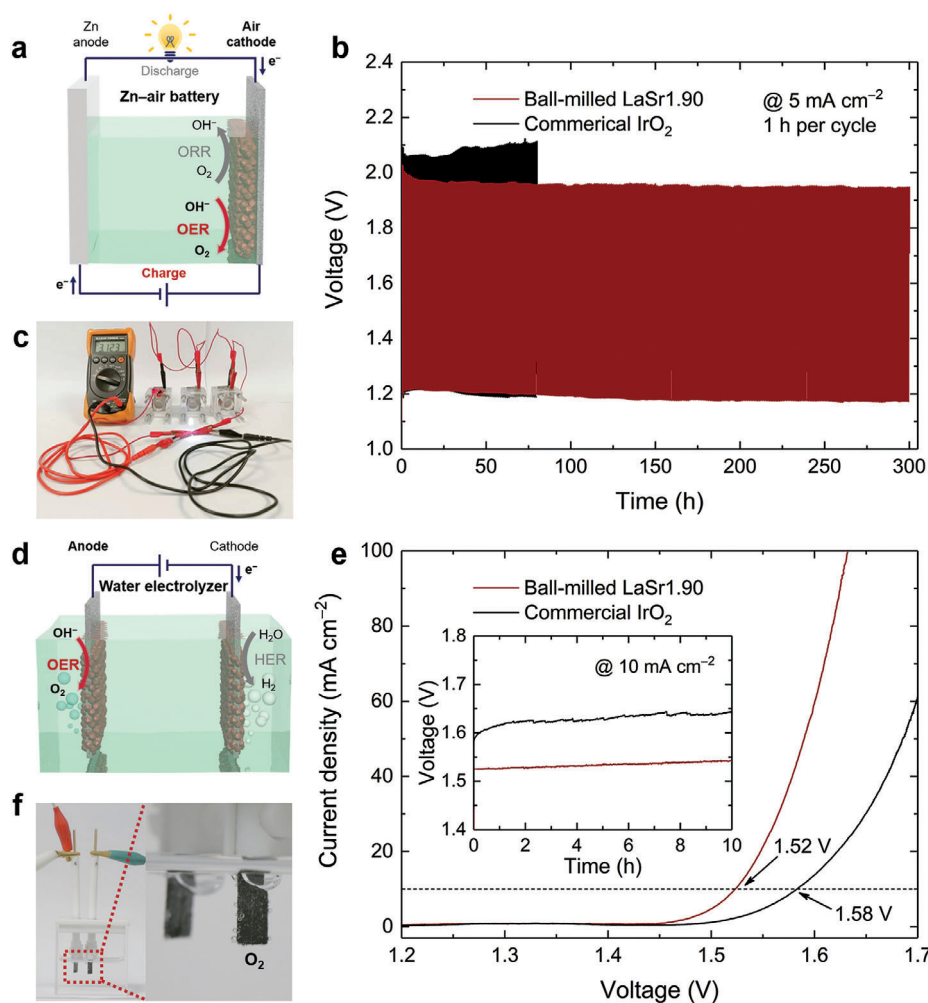 a
Zn
anode
Air
cathode
e⁻
Discharge
Zn–air battery
OH⁻
ORR
O₂
OH⁻
OER
O₂
Charge
e⁻
b
Ball-milled LaSr1.90
Commerical IrO₂
@ 5 mA cm⁻²
1 h per cycle
Voltage (V)
2.4
2.2
2.0
1.8
1.6
1.4
1.2
1.0
0
50
100
150
200
250
300
Time (h)
c
3.123
d
Anode
Cathode
e⁻
Water electrolyzer
OH⁻
OER
O₂
H₂O
HER
H₂
e
Ball-milled LaSr1.90
Commercial IrO₂
Current density (mA cm⁻²)
100
80
60
40
20
0
@ 10 mA cm⁻²
Voltage (V)
1.8
1.7
1.6
1.5
1.4
0
2
4
6
8
10
Time (h)
1.52 V
1.58 V
1.2
1.3
1.4
1.5
1.6
1.7
Voltage (V)
f
O₂